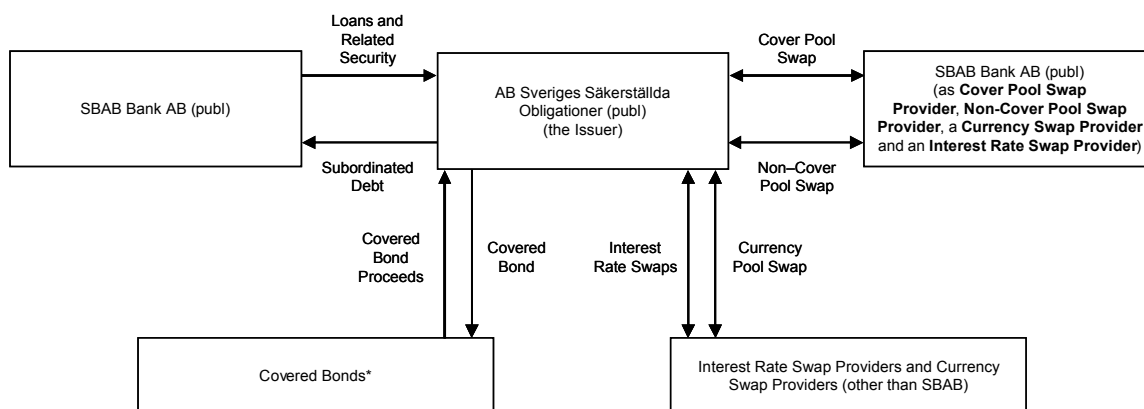 Loans and
Related
Security
Cover Pool
Swap
SBAB Bank AB (publ)
AB Sveriges Säkerställda
Obligationer (publ)
(the Issuer)
SBAB Bank AB (publ)
(as Cover Pool Swap
Provider, Non-Cover Pool Swap
Provider, a Currency Swap Provider
and an Interest Rate Swap Provider)
Subordinated
Debt
Non–Cover
Pool Swap
Covered
Bond
Proceeds
Covered
Bond
Interest
Rate Swaps
Currency
Pool Swap
Covered Bonds*
Interest Rate Swap Providers and Currency
Swap Providers (other than SBAB)